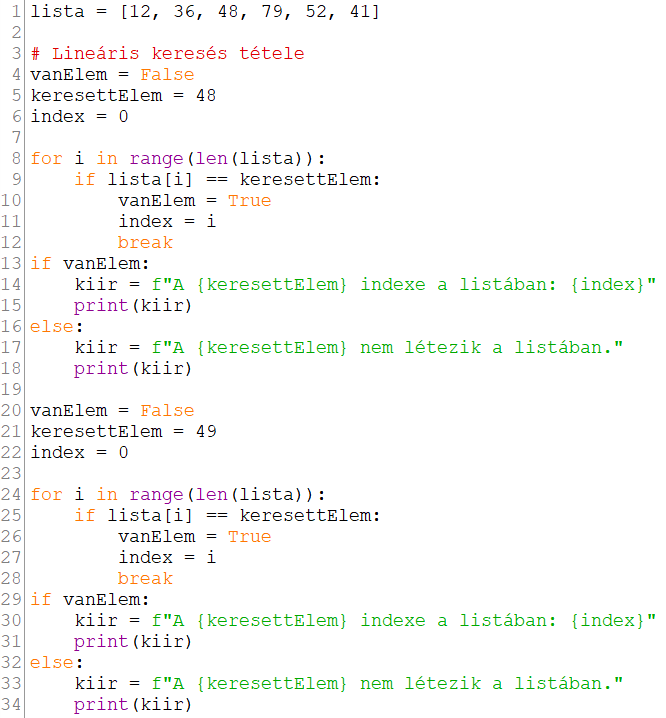 1 lista = [12, 36, 48, 79, 52, 41]
2
3 # Lineáris keresés tétele
4 vanElem = False
5 keresettElem = 48
6 index = 0
7
8 for i in range(len(lista)):
9     if lista[i] == keresettElem:
10         vanElem = True
11         index = i
12         break
13 if vanElem:
14     kiir = f"A {keresettElem} indexe a listában: {index}"
15     print(kiir)
16 else:
17     kiir = f"A {keresettElem} nem létezik a listában."
18     print(kiir)
19
20 vanElem = False
21 keresettElem = 49
22 index = 0
23
24 for i in range(len(lista)):
25     if lista[i] == keresettElem:
26         vanElem = True
27         index = i
28         break
29 if vanElem:
30     kiir = f"A {keresettElem} indexe a listában: {index}"
31     print(kiir)
32 else:
33     kiir = f"A {keresettElem} nem létezik a listában."
34     print(kiir)